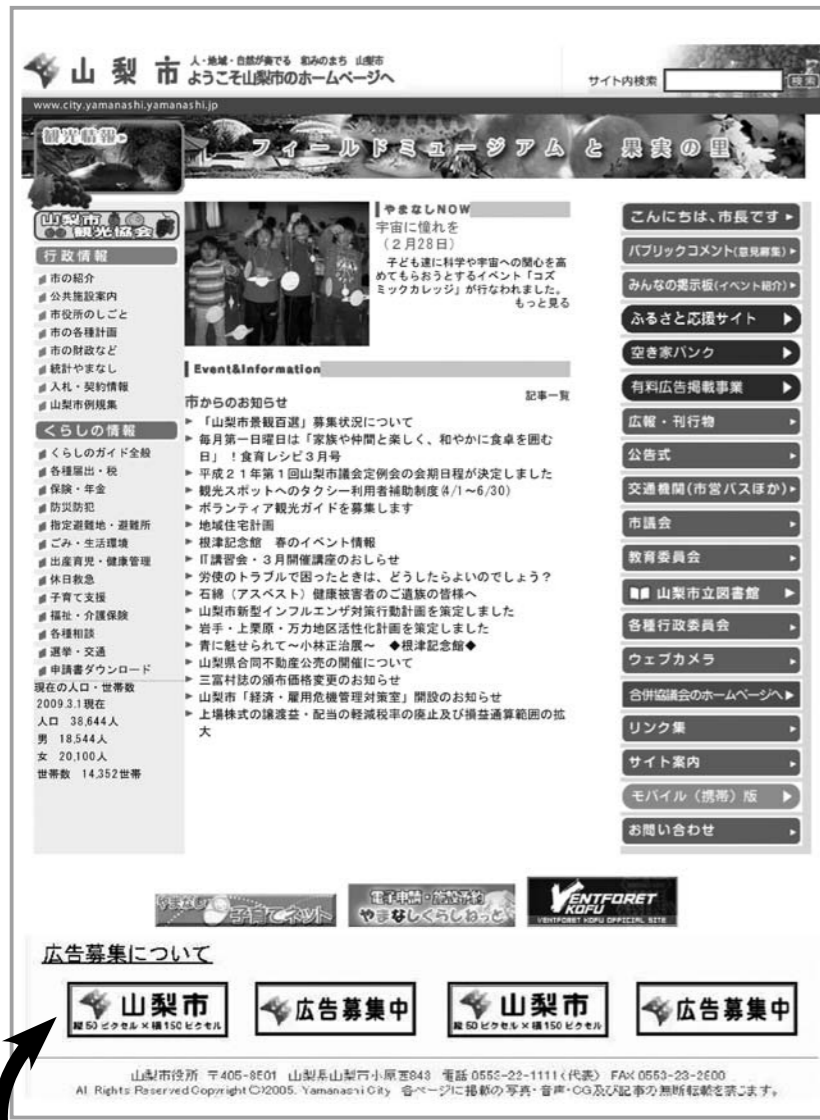 山梨市
人・地域・自然が奏でる 和みのまち 山梨市
ようこそ山梨市のホームページへ
サイト内検索
検索
www.city.yamanashi.yamanashi.jp
観光情報
フィールドミュージアムと果実の里
山梨市観光協会
行政情報
市の紹介
公共施設案内
市役所のしごと
市の各種計画
市の財政など
統計やまなし
入札・契約情報
山梨市例規集
くらしの情報
くらしのガイド全般
各種届出・税
保険・年金
防災防犯
指定避難地・避難所
ごみ・生活環境
出産育児・健康管理
休日救急
子育て支援
福祉・介護保険
各種相談
選挙・交通
申請書ダウンロード
現在の人口・世帯数
2009.3.1現在
人口 38,644人
男 18,544人
女 20,100人
世帯数 14,352世帯
やまなしNOW
宇宙に憧れを
（2月28日）
子ども達に科学や宇宙への関心を高
めてもらおうとするイベント「コズ
ミックカレッジ」が行なわれました。
もっと見る
Event&Information
市からのお知らせ
記事一覧
「山梨市景観百選」募集状況について
毎月第一日曜日は「家族や仲間と楽しく、和やかに食卓を囲む
日」！食育レシピ３月号
平成２１年第１回山梨市議会定例会の会期日程が決定しました
観光スポットへのタクシー利用者補助制度(4/1～6/30)
ボランティア観光ガイドを募集します
地域住宅計画
根津記念館 春のイベント情報
IT講習会・３月開催講座のおしらせ
労使のトラブルで困ったときは、どうしたらよいのでしょう？
石綿（アスベスト）健康被害者のご遺族の皆様へ
山梨市新型インフルエンザ対策行動計画を策定しました
岩手・上栗原・万力地区活性化計画を策定しました
青に魅せられて～小林正治展～ ◆根津記念館◆
山梨県合同不動産公売の開催について
三富村誌の頒布価格変更のお知らせ
山梨市「経済・雇用危機管理対策室」開設のお知らせ
上場株式の譲渡益・配当の軽減税率の廃止及び損益通算範囲の拡
大
こんにちは、市長です
パブリックコメント(意見募集)
みんなの掲示板(イベント紹介)
ふるさと応援サイト
空き家バンク
有料広告掲載事業
広報・刊行物
公告式
交通機関(市営バスほか)
市議会
教育委員会
山梨市立図書館
各種行政委員会
ウェブカメラ
合併協議会のホームページへ
リンク集
サイト案内
モバイル（携帯）版
お問い合わせ
やまなし子育てネット
電子申請・施設予約
やまなしくらしねっと
VENTFORET
KOFU
VENTFORET KOFU OFFICIAL SITE
広告募集について
山梨市
縦50ピクセル×横150ピクセル
広告募集中
山梨市
縦50ピクセル×横150ピクセル
広告募集中
山梨市役所 〒405-8501 山梨県山梨市小原西843 電話 0553-22-1111(代表) FAX 0553-23-2800
All Rights Reserved Copyright(C)2005, Yamanashi City 各ページに掲載の写真・音声・CG及び記事の無断転載を禁じます。